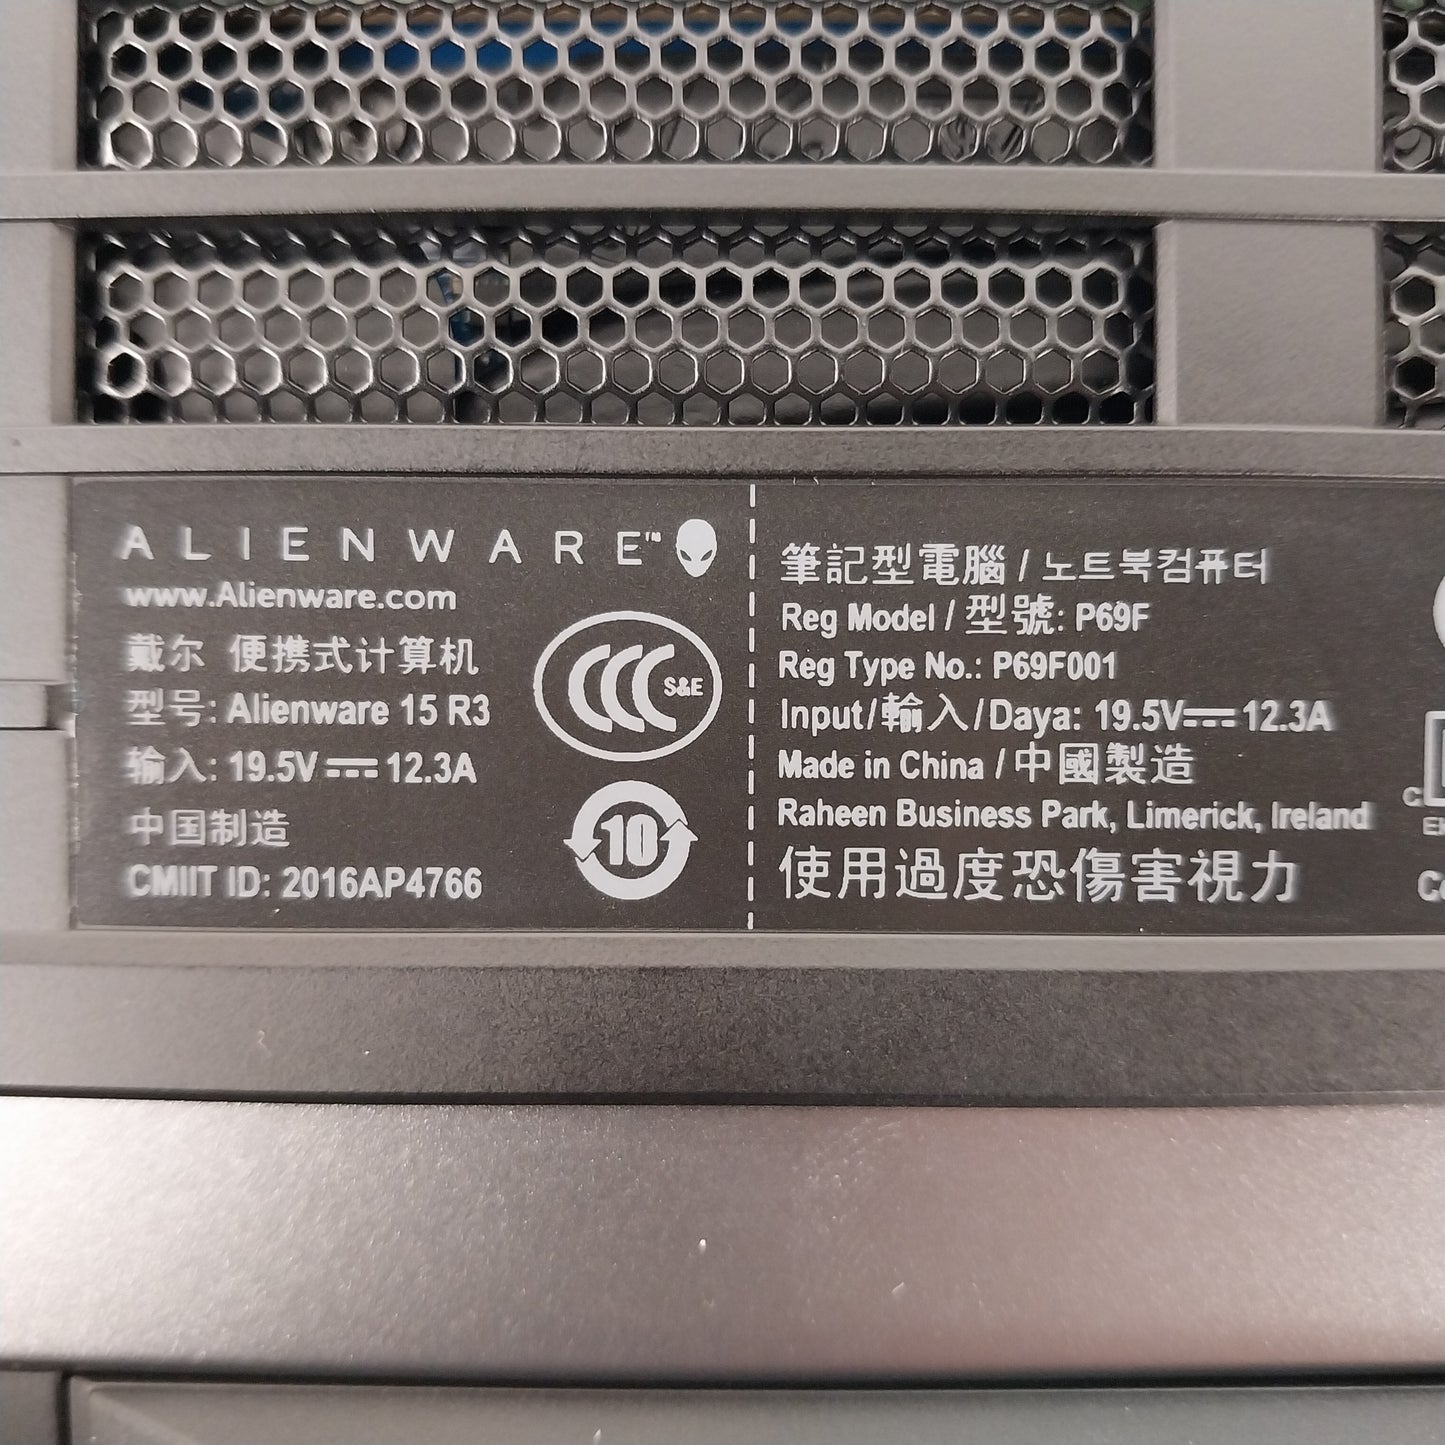 ALIENWARE™
www.Alienware.com
戴尔 便携式计算机
型号: Alienware 15 R3
输入: 19.5V 12.3A
中国制造
CMIIT ID: 2016AP4766
S&E
10
筆記型電腦 / 노트북컴퓨터
Reg Model / 型號: P69F
Reg Type No.: P69F001
Input/輸入/Daya: 19.5V 12.3A
Made in China / 中國製造
Raheen Business Park, Limerick, Ireland
使用過度恐傷害視力